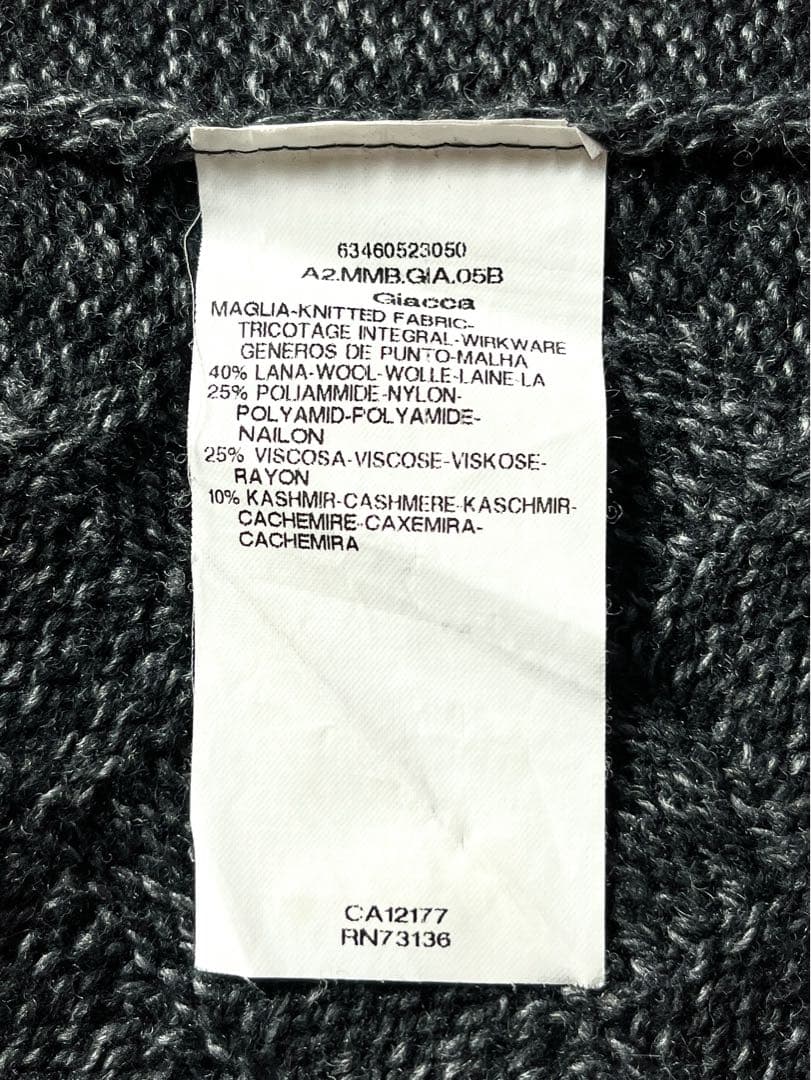 63460523050
A2.MMB.GIA.05B
Giacca
MAGLIA-KNITTED FABRIC-
TRICOTAGE INTEGRAL-WIRKWARE
GENEROS DE PUNTO-MALHA
40% LANA-WOOL-WOLLE-LAINE-LA
25% POLIAMMIDE-NYLON-
POLYAMID-POLYAMIDE-
NAILON
25% VISCOSA-VISCOSE-VISKOSE-
RAYON
10% KASHMIR-CASHMERE-KASCHMIR-
CACHEMIRE-CAXEMIRA-
CACHEMIRA
CA12177
RN73136